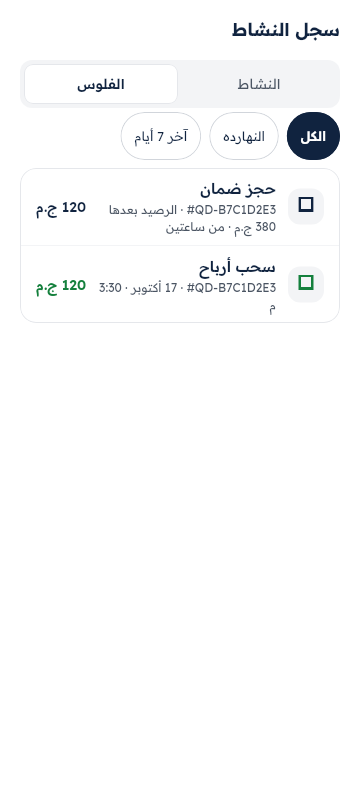 سجل النشاط
النشاط
الفلوس
الكل
النهارده
آخر 7 أيام
حجز ضمان
#QD-B7C1D2E3 · الرصيد بعدها
380 ج.م · من ساعتين
120 ج.م
سحب أرباح
#QD-B7C1D2E3 · 17 أكتوبر · 3:30
م
120 ج.م